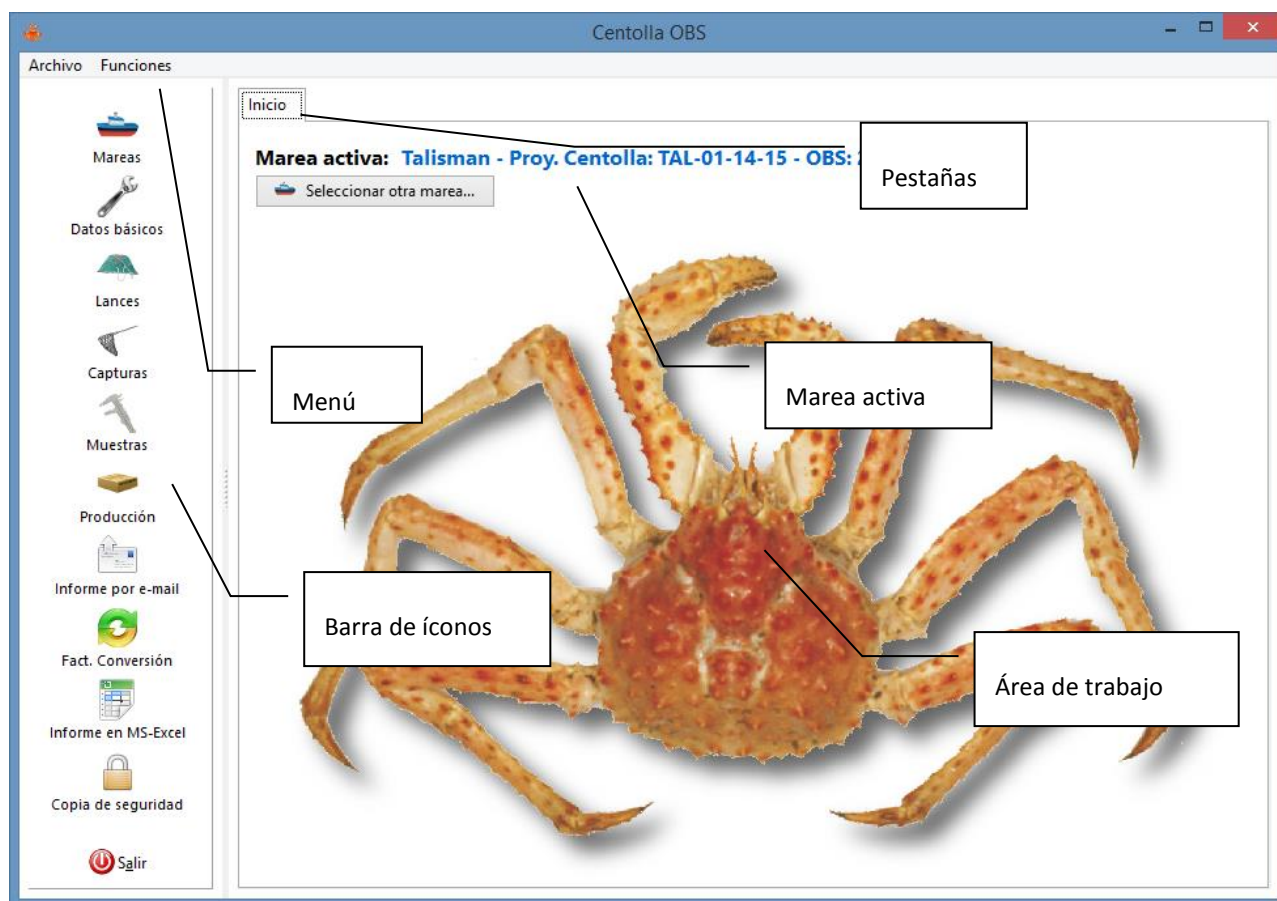 Centolla OBS
Archivo Funciones
Inicio
Marea activa: Talisman - Proy. Centolla: TAL-01-14-15 - OBS:
Seleccionar otra marea...
Mareas
Datos básicos
Lances
Capturas
Muestras
Producción
Informe por e-mail
Fact. Conversión
Informe en MS-Excel
Copia de seguridad
Salir
Pestañas
Menú
Marea activa
Barra de íconos
Área de trabajo